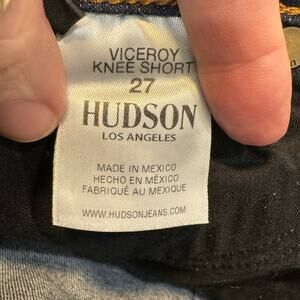 VICEROY
KNEE SHORT
27
HUDSON
LOS ANGELES
MADE IN MEXICO
HECHO EN MÉXICO
FABRIQUÉ AU MEXIQUE
WWW.HUDSONJEANS.COM